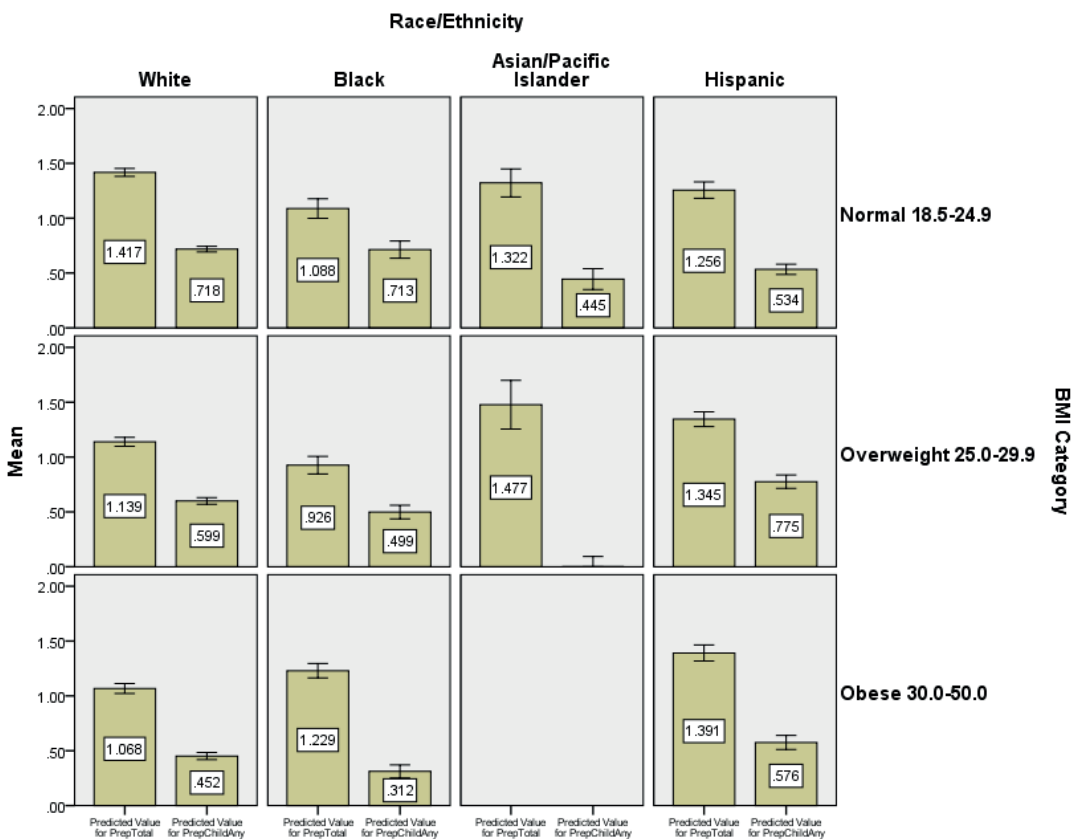 Race/Ethnicity
White
Black
Asian/Pacific
Islander
Hispanic
2.00
1.50
1.00
.50
.00
1.417
.718
1.088
.713
1.322
.445
1.256
.534
Normal 18.5-24.9
2.00
1.50
1.00
.50
.00
1.139
.599
.926
.499
1.477
1.345
.775
Overweight 25.0-29.9
Mean
BMI Category
2.00
1.50
1.00
.50
.00
1.068
.452
1.229
.312
1.391
.576
Obese 30.0-50.0
Predicted Value
for PrepTotal
Predicted Value
for PrepChildAny
Predicted Value
for PrepTotal
Predicted Value
for PrepChildAny
Predicted Value
for PrepTotal
Predicted Value
for PrepChildAny
Predicted Value
for PrepTotal
Predicted Value
for PrepChildAny